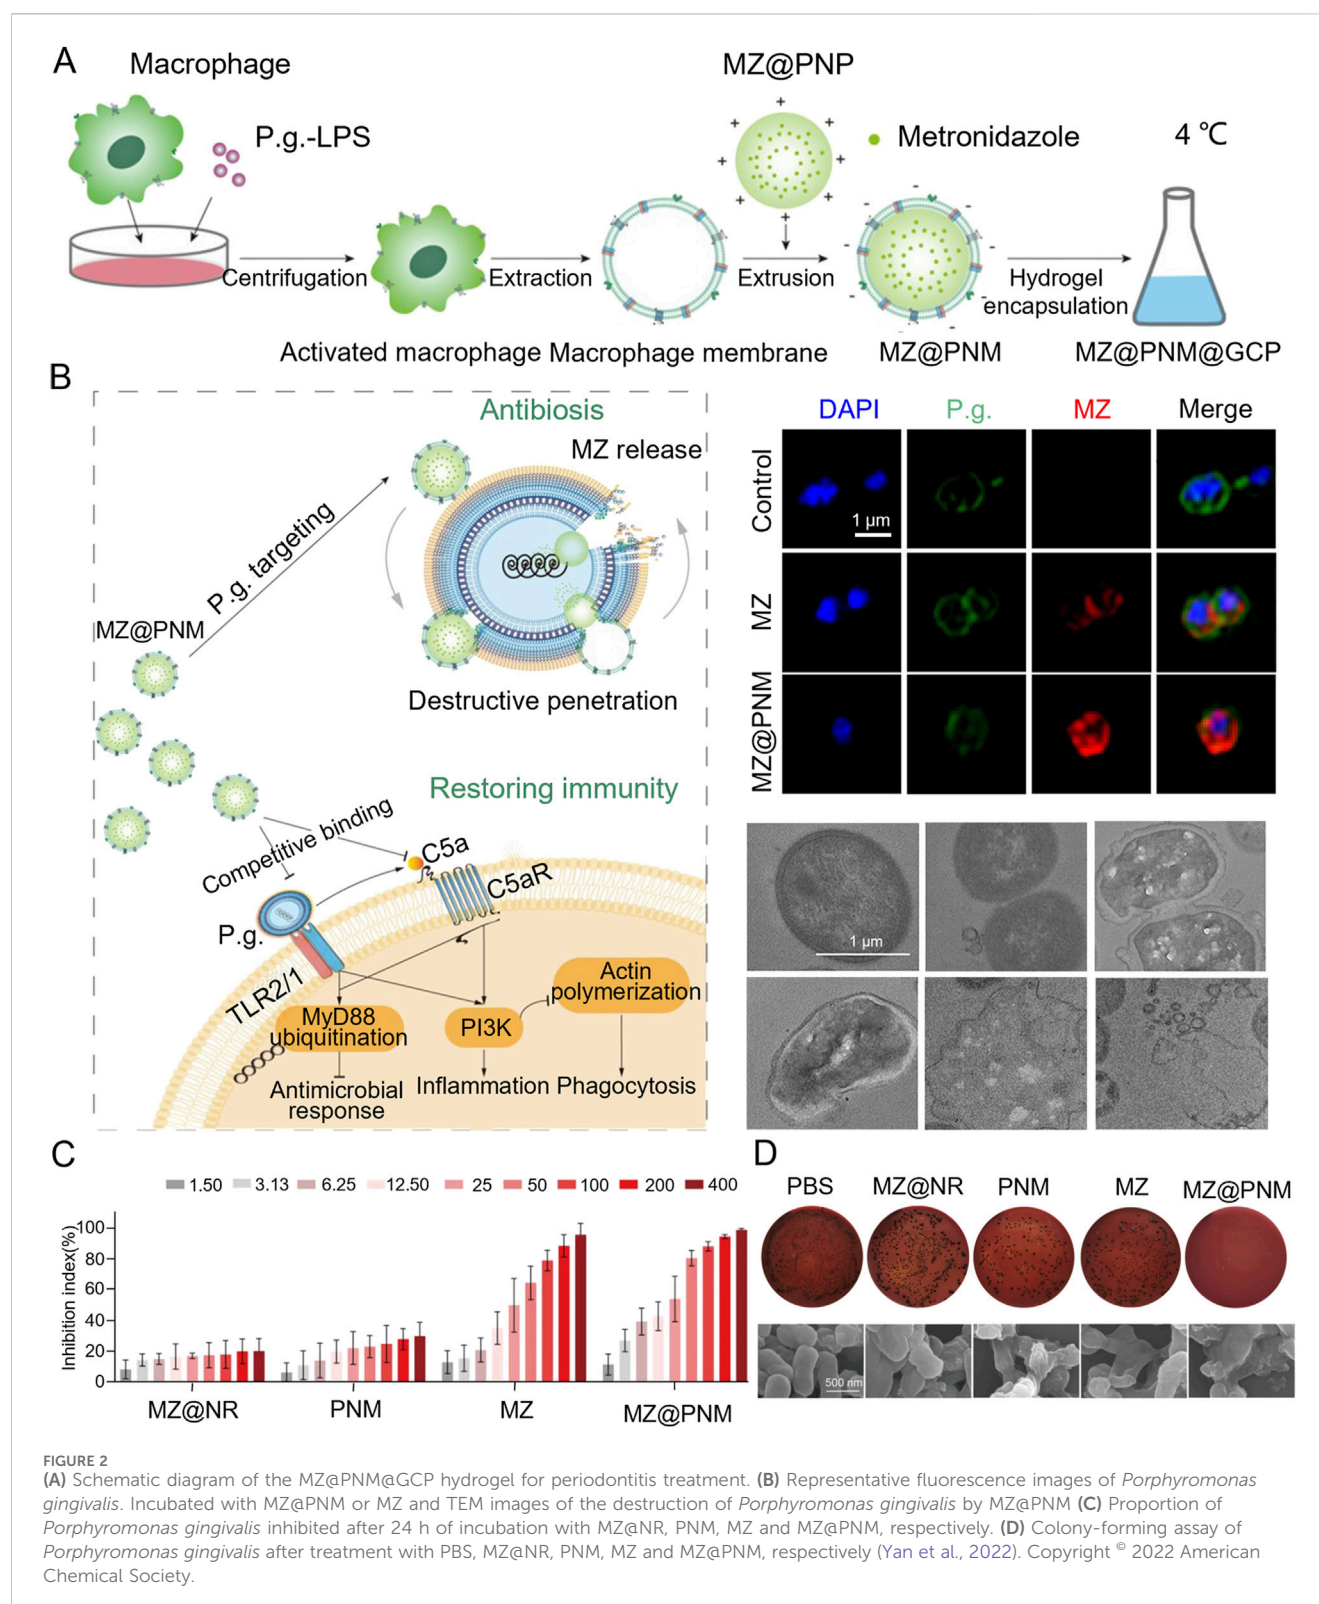 A
Macrophage
P.g.-LPS
MZ@PNP
Metronidazole
4 ℃
+
+
+
+
+
+
+
+
-
-
-
-
-
-
Centrifugation
Extraction
Extrusion
Hydrogel
encapsulation
Activated macrophage
Macrophage membrane
MZ@PNM
MZ@PNM@GCP
B
Antibiosis
MZ release
P.g. targeting
MZ@PNM
Destructive penetration
Restoring immunity
Competitive binding
C5a
C5aR
P.g.
TLR2/1
MyD88
ubiquitination
PI3K
Actin
polymerization
Antimicrobial
response
Inflammation
Phagocytosis
DAPI
P.g.
MZ
Merge
Control
1 μm
MZ
MZ@PNM
1 μm
C
1.50
3.13
6.25
12.50
25
50
100
200
400
Inhibition index(%)
100
80
60
40
20
0
MZ@NR
PNM
MZ
MZ@PNM
D
PBS
MZ@NR
PNM
MZ
MZ@PNM
500 nm
FIGURE 2
(A) Schematic diagram of the MZ@PNM@GCP hydrogel for periodontitis treatment. (B) Representative fluorescence images of Porphyromonas
gingivalis. Incubated with MZ@PNM or MZ and TEM images of the destruction of Porphyromonas gingivalis by MZ@PNM (C) Proportion of
Porphyromonas gingivalis inhibited after 24 h of incubation with MZ@NR, PNM, MZ and MZ@PNM, respectively. (D) Colony-forming assay of
Porphyromonas gingivalis after treatment with PBS, MZ@NR, PNM, MZ and MZ@PNM, respectively (Yan et al., 2022). Copyright © 2022 American
Chemical Society.